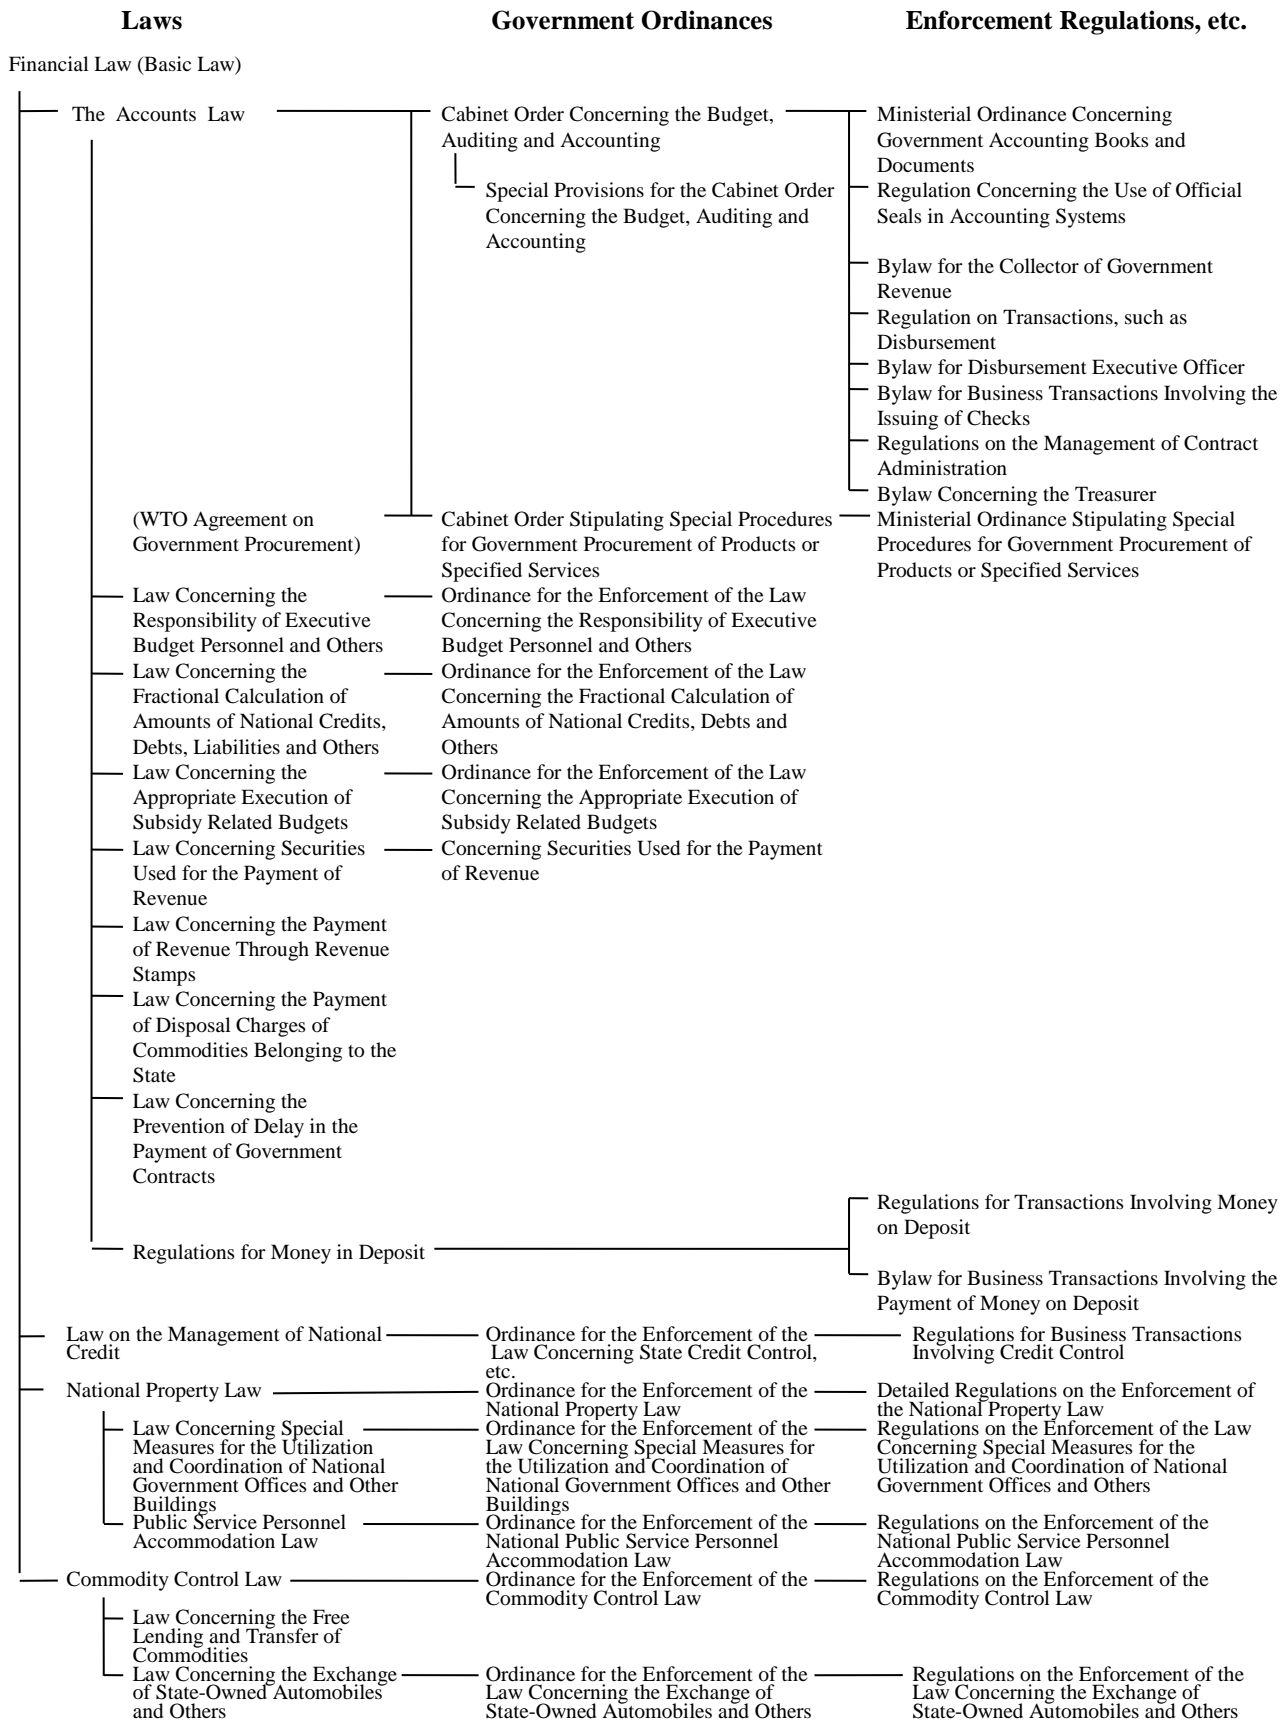 Laws
Government Ordinances
Enforcement Regulations, etc.
Financial Law (Basic Law)
The Accounts Law
Cabinet Order Concerning the Budget,
Auditing and Accounting
Special Provisions for the Cabinet Order
Concerning the Budget, Auditing and
Accounting
Ministerial Ordinance Concerning
Government Accounting Books and
Documents
Regulation Concerning the Use of Official
Seals in Accounting Systems
Bylaw for the Collector of Government
Revenue
Regulation on Transactions, such as
Disbursement
Bylaw for Disbursement Executive Officer
Bylaw for Business Transactions Involving the
Issuing of Checks
Regulations on the Management of Contract
Administration
Bylaw Concerning the Treasurer
(WTO Agreement on
Government Procurement)
Cabinet Order Stipulating Special Procedures
for Government Procurement of Products or
Specified Services
Ministerial Ordinance Stipulating Special
Procedures for Government Procurement of
Products or Specified Services
Law Concerning the
Responsibility of Executive
Budget Personnel and Others
Ordinance for the Enforcement of the Law
Concerning the Responsibility of Executive
Budget Personnel and Others
Law Concerning the
Fractional Calculation of
Amounts of National Credits,
Debts, Liabilities and Others
Ordinance for the Enforcement of the Law
Concerning the Fractional Calculation of
Amounts of National Credits, Debts and
Others
Law Concerning the
Appropriate Execution of
Subsidy Related Budgets
Ordinance for the Enforcement of the Law
Concerning the Appropriate Execution of
Subsidy Related Budgets
Law Concerning Securities
Used for the Payment of
Revenue
Concerning Securities Used for the Payment
of Revenue
Law Concerning the Payment
of Revenue Through Revenue
Stamps
Law Concerning the Payment
of Disposal Charges of
Commodities Belonging to the
State
Law Concerning the
Prevention of Delay in the
Payment of Government
Contracts
Regulations for Money in Deposit
Regulations for Transactions Involving Money
on Deposit
Bylaw for Business Transactions Involving the
Payment of Money on Deposit
Law on the Management of National
Credit
Ordinance for the Enforcement of the
Law Concerning State Credit Control,
etc.
Regulations for Business Transactions
Involving Credit Control
National Property Law
Ordinance for the Enforcement of the
National Property Law
Detailed Regulations on the Enforcement of
the National Property Law
Law Concerning Special
Measures for the Utilization
and Coordination of National
Government Offices and Other
Buildings
Ordinance for the Enforcement of the
Law Concerning Special Measures for
the Utilization and Coordination of
National Government Offices and Other
Buildings
Regulations on the Enforcement of the Law
Concerning Special Measures for the
Utilization and Coordination of National
Government Offices and Others
Public Service Personnel
Accommodation Law
Ordinance for the Enforcement of the
National Public Service Personnel
Accommodation Law
Regulations on the Enforcement of the
National Public Service Personnel
Accommodation Law
Commodity Control Law
Ordinance for the Enforcement of the
Commodity Control Law
Regulations on the Enforcement of the
Commodity Control Law
Law Concerning the Free
Lending and Transfer of
Commodities
Law Concerning the Exchange
of State-Owned Automobiles
and Others
Ordinance for the Enforcement of the
Law Concerning the Exchange of
State-Owned Automobiles and Others
Regulations on the Enforcement of the
Law Concerning the Exchange of
State-Owned Automobiles and Others